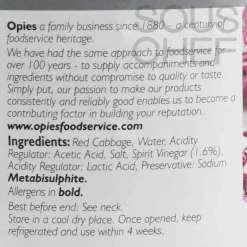 SOUS
CHEF
Opies a family business since 1880 - a century of
foodservice heritage.
We have had the same approach to foodservice for
over 100 years - to supply accompaniments and
ingredients without compromise to quality or taste.
Simply put, our passion to make our products
consistently and reliably good enables us to become a
contributing factor in building your reputation.
www.opiesfoodservice.com
Ingredients: Red Cabbage, Water, Acidity
Regulator: Acetic Acid, Salt, Spirit Vinegar (1.6%),
Acidity Regulator: Lactic Acid, Preservative: Sodium
Metabisulphite.
Allergens in bold.
Best before end: See neck.
Store in a cool dry place. Once opened, keep
refrigerated and use within 4 weeks.